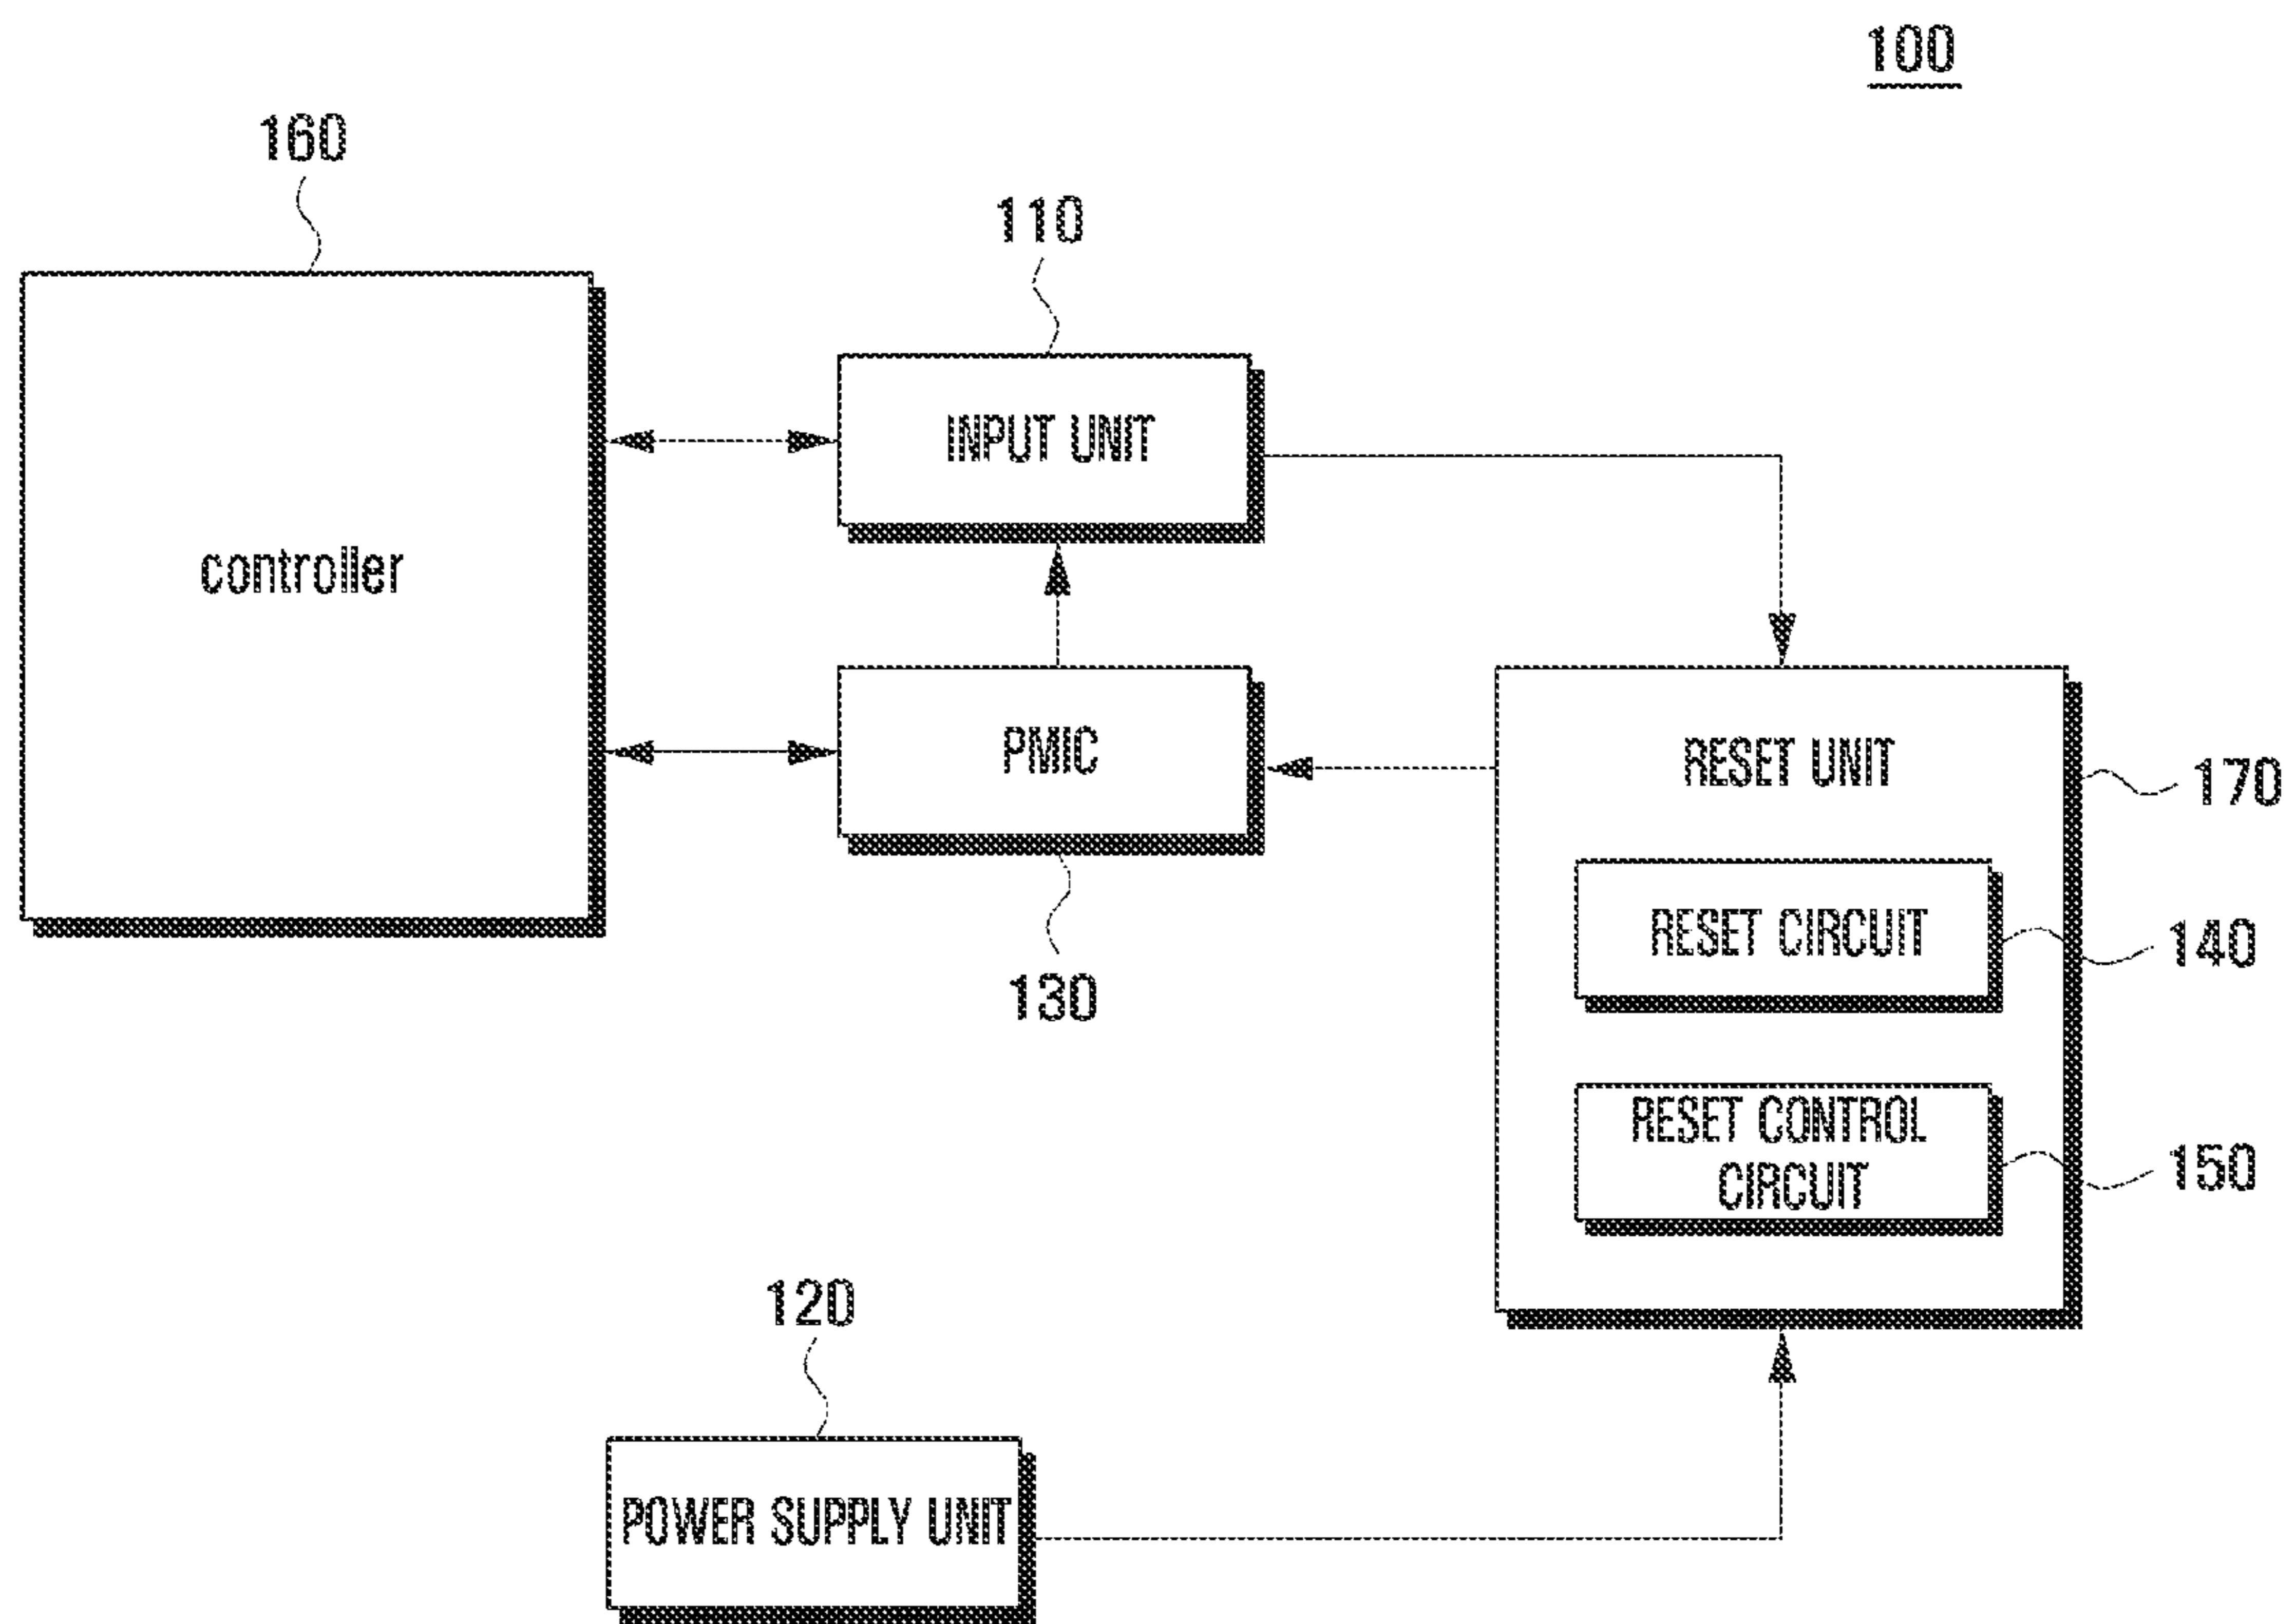 100
160
110
INPUT UNIT
controller
PMIC
RESET UNIT
170
RESET CIRCUIT
140
130
RESET CONTROL
CIRCUIT
150
120
POWER SUPPLY UNIT